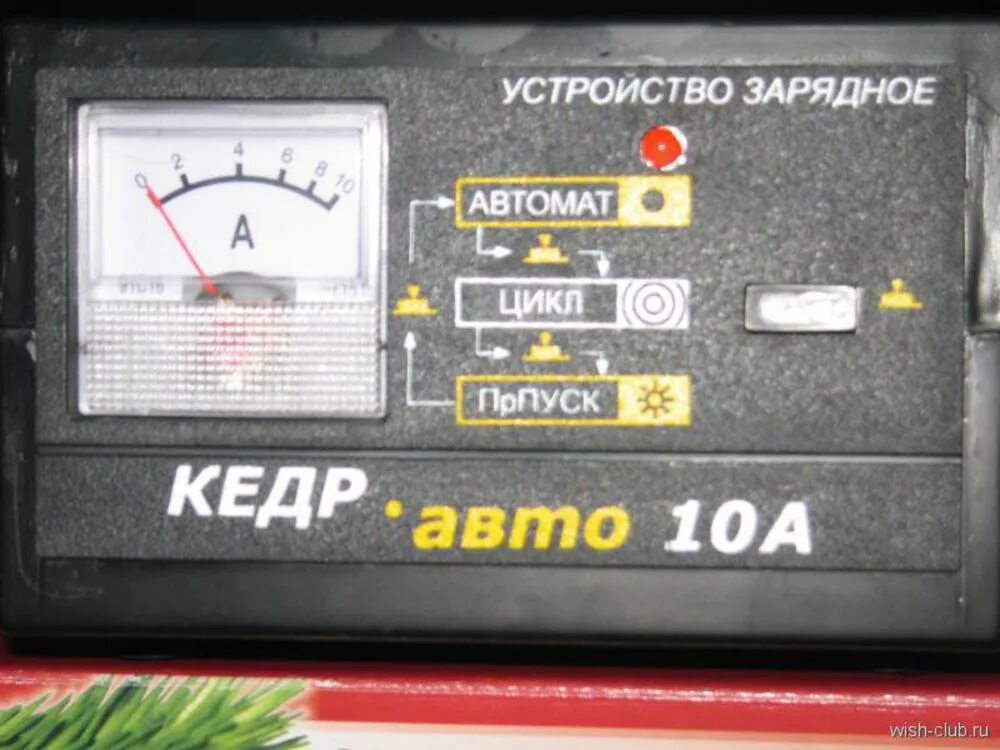 УСТРОЙСТВО ЗАРЯДНОЕ
0 2 4 6 8 10
А
АВТОМАТ
ЦИКЛ
ПрПУСК
КЕДР авто 10А
wish-club.ru